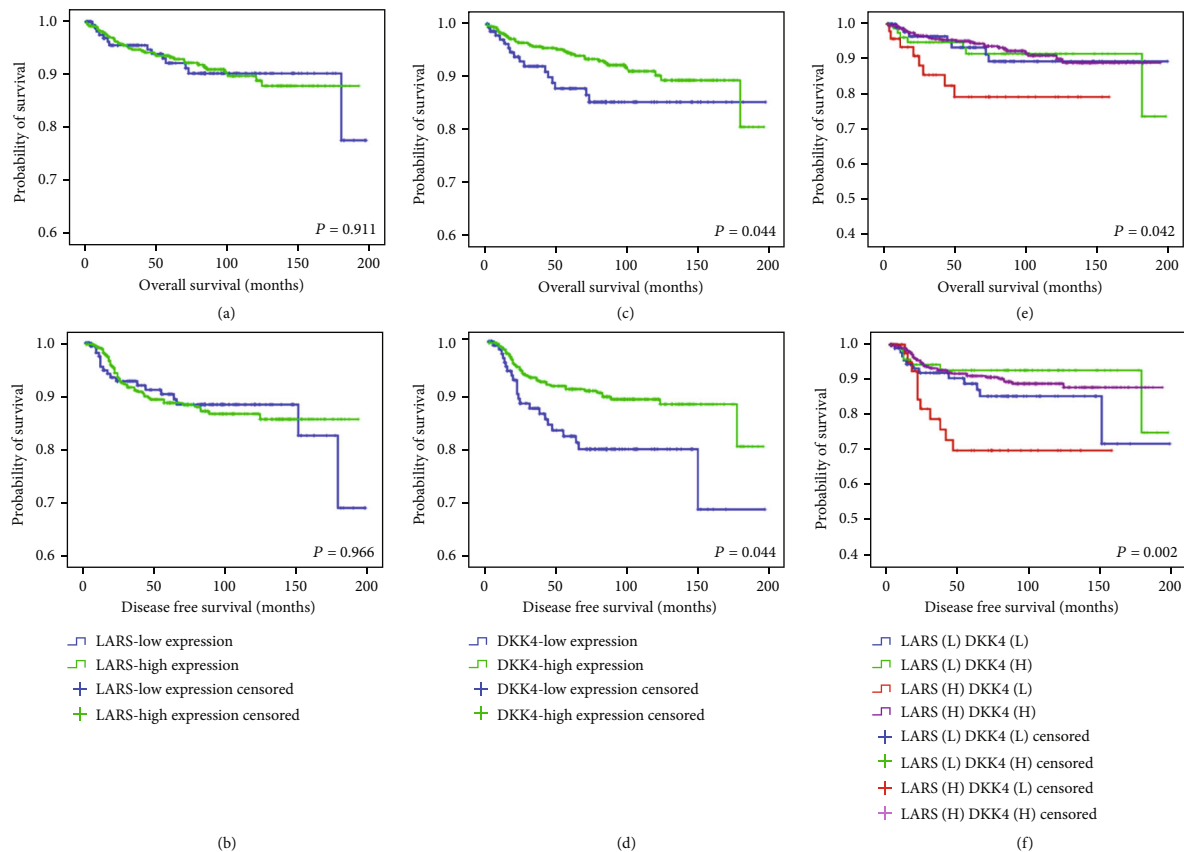 1.0
0.9
0.8
0.7
0.6
Probability of survival
P = 0.911
0 50 100 150 200
Overall survival (months)
(a)
1.0
0.9
0.8
0.7
0.6
Probability of survival
P = 0.044
0 50 100 150 200
Overall survival (months)
(c)
1.0
0.9
0.8
0.7
0.6
0.5
0.4
Probability of survival
P = 0.042
0 50 100 150 200
Overall survival (months)
(e)
1.0
0.9
0.8
0.7
0.6
Probability of survival
P = 0.966
0 50 100 150 200
Disease free survival (months)
LARS-low expression
LARS-high expression
LARS-low expression censored
LARS-high expression censored
(b)
1.0
0.9
0.8
0.7
0.6
Probability of survival
P = 0.044
0 50 100 150 200
Disease free survival (months)
DKK4-low expression
DKK4-high expression
DKK4-low expression censored
DKK4-high expression censored
(d)
1.0
0.9
0.8
0.7
0.6
0.5
0.4
Probability of survival
P = 0.002
0 50 100 150 200
Disease free survival (months)
LARS (L) DKK4 (L)
LARS (L) DKK4 (H)
LARS (H) DKK4 (L)
LARS (H) DKK4 (H)
LARS (L) DKK4 (L) censored
LARS (L) DKK4 (H) censored
LARS (H) DKK4 (L) censored
LARS (H) DKK4 (H) censored
(f)